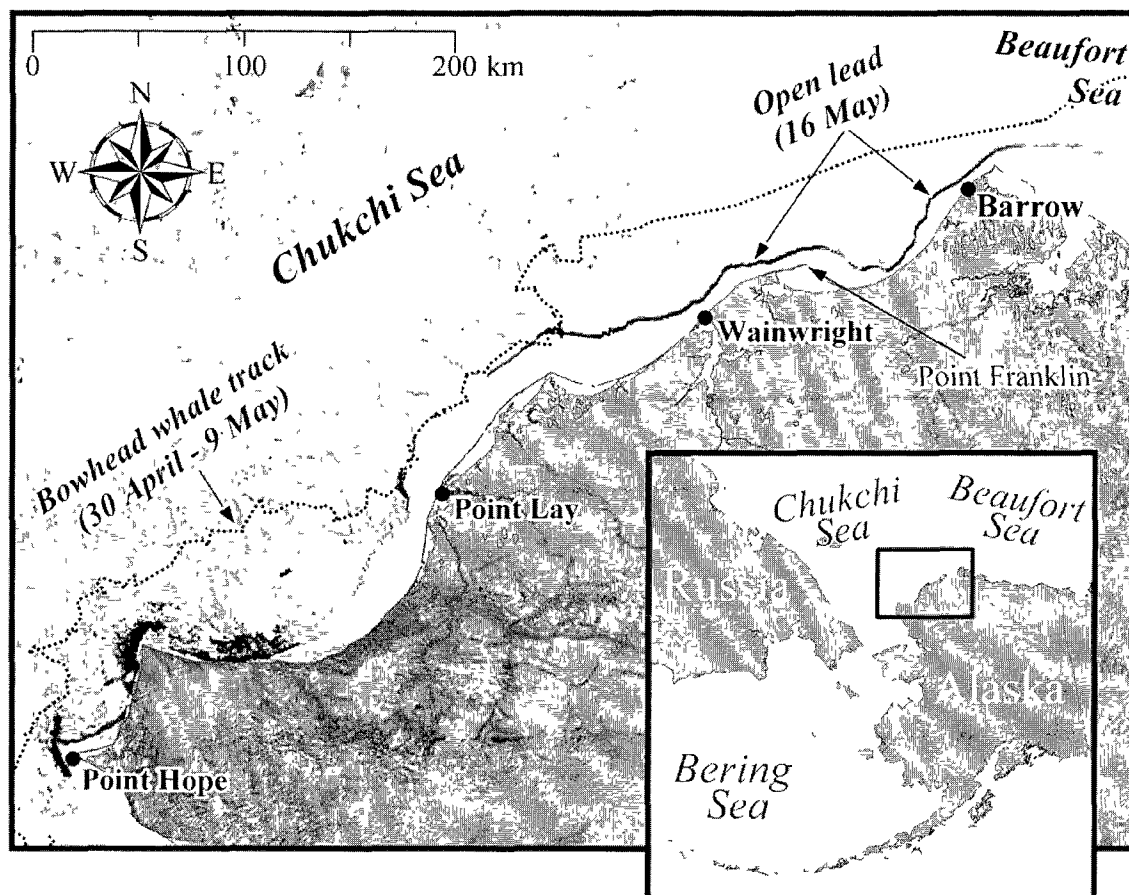 0 100 200 km
Beaufort
Sea
Open lead
(16 May)
N
W E
S
Chukchi Sea
Barrow
Wainwright
Point Franklin
Bowhead whale track
(30 April - 9 May)
Point Lay
Point Hope
Chukchi
Sea
Beaufort
Sea
Russia
Alaska
Bering
Sea